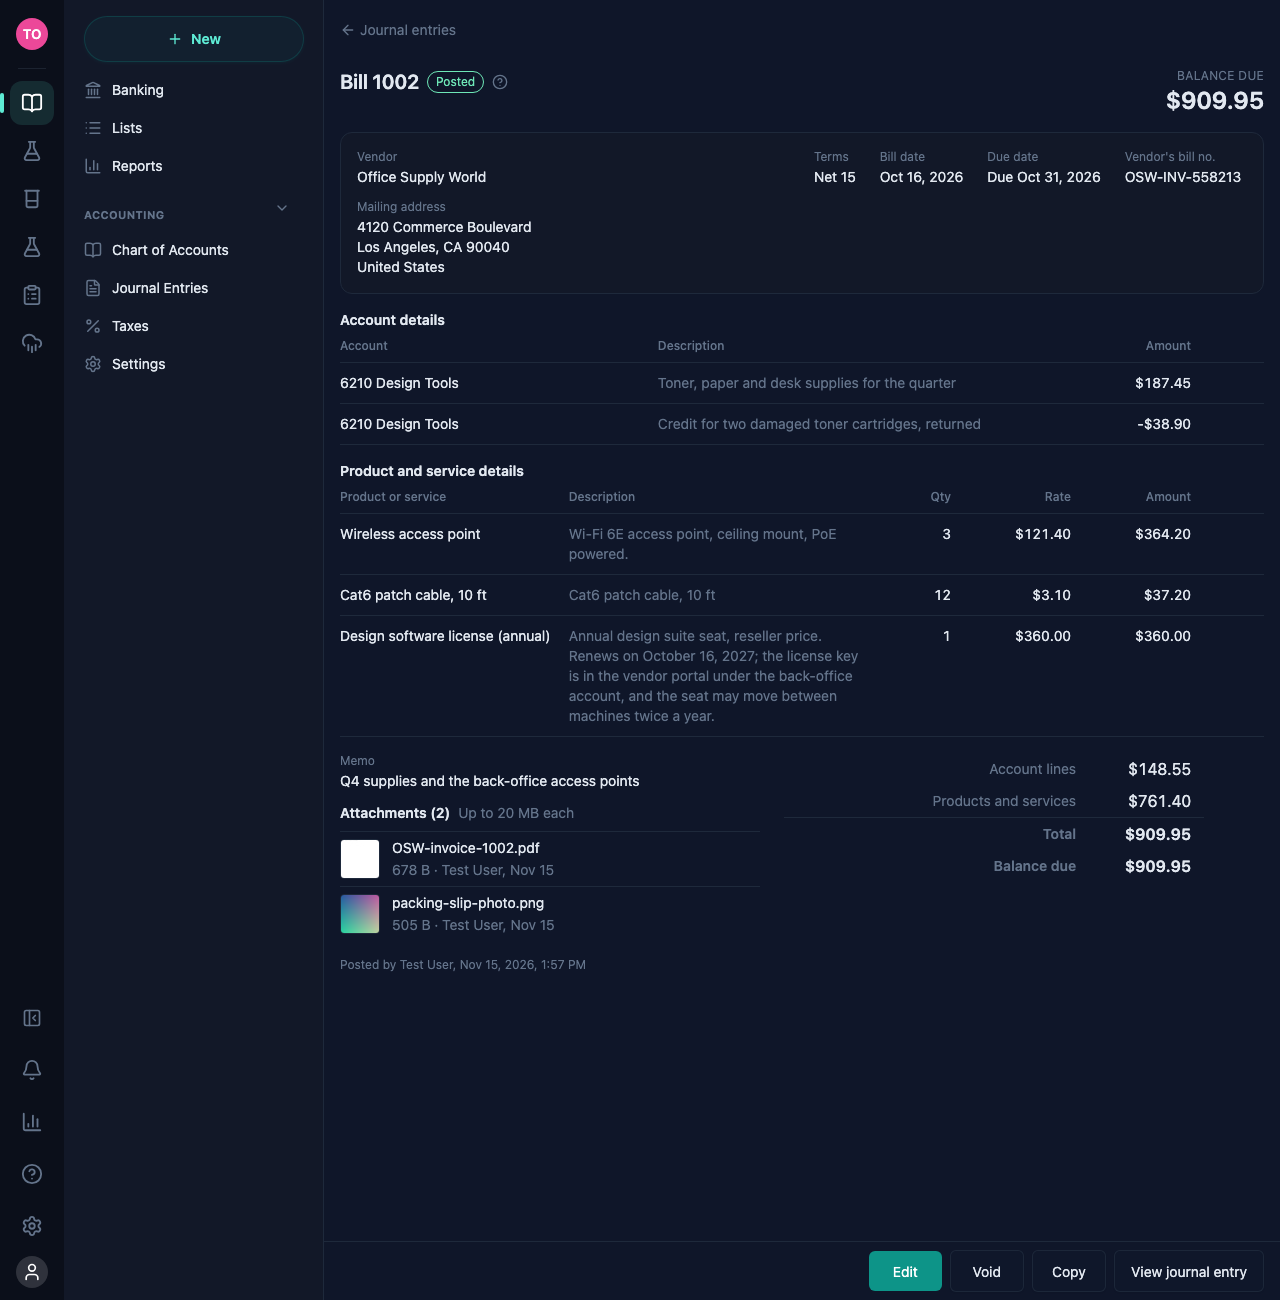 TO
New
Banking
Lists
Reports
ACCOUNTING
Chart of Accounts
Journal Entries
Taxes
Settings
Journal entries
Bill 1002 Posted
BALANCE DUE
$909.95
Vendor
Office Supply World
Mailing address
4120 Commerce Boulevard
Los Angeles, CA 90040
United States
Terms Bill date Due date Vendor's bill no.
Net 15 Oct 16, 2026 Due Oct 31, 2026 OSW-INV-558213
Account details
Account Description Amount
6210 Design Tools Toner, paper and desk supplies for the quarter $187.45
6210 Design Tools Credit for two damaged toner cartridges, returned -$38.90
Product and service details
Product or service Description Qty Rate Amount
Wireless access point Wi-Fi 6E access point, ceiling mount, PoE 3 $121.40 $364.20
powered.
Cat6 patch cable, 10 ft Cat6 patch cable, 10 ft 12 $3.10 $37.20
Design software license (annual) Annual design suite seat, reseller price. 1 $360.00 $360.00
Renews on October 16, 2027; the license key
is in the vendor portal under the back-office
account, and the seat may move between
machines twice a year.
Memo
Q4 supplies and the back-office access points
Attachments (2) Up to 20 MB each
OSW-invoice-1002.pdf
678 B · Test User, Nov 15
packing-slip-photo.png
505 B · Test User, Nov 15
Account lines $148.55
Products and services $761.40
Total $909.95
Balance due $909.95
Posted by Test User, Nov 15, 2026, 1:57 PM
Edit Void Copy View journal entry